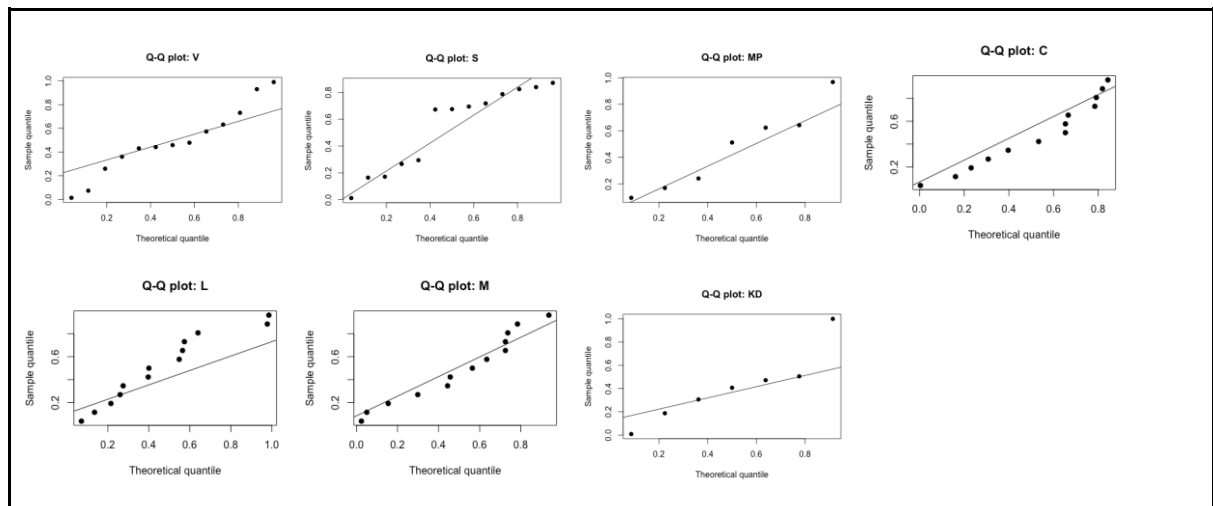 Q-Q plot: V
Sample quantile
0.0 0.2 0.4 0.6 0.8 1.0
0.2 0.4 0.6 0.8
Theoretical quantile
Q-Q plot: S
Sample quantile
0.0 0.2 0.4 0.6 0.8
0.2 0.4 0.6 0.8
Theoretical quantile
Q-Q plot: MP
Sample quantile
0.2 0.4 0.6 0.8 1.0
0.2 0.4 0.6 0.8
Theoretical quantile
Q-Q plot: C
Sample quantile
0.2 0.6
0.0 0.2 0.4 0.6 0.8
Theoretical quantile
Q-Q plot: L
Sample quantile
0.2 0.6
0.2 0.4 0.6 0.8 1.0
Theoretical quantile
Q-Q plot: M
Sample quantile
0.2 0.6
0.0 0.2 0.4 0.6 0.8
Theoretical quantile
Q-Q plot: KD
Sample quantile
0.0 0.2 0.4 0.6 0.8 1.0
0.2 0.4 0.6 0.8
Theoretical quantile